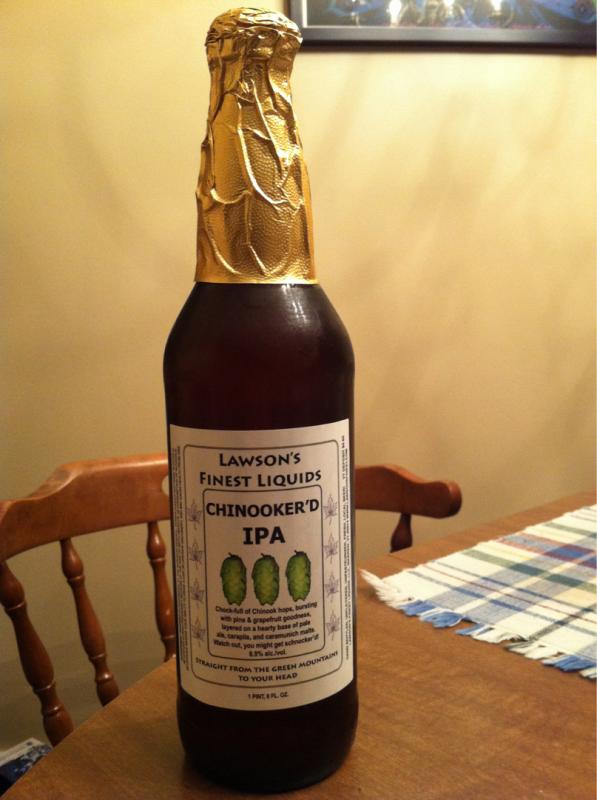 LAWSON'S
FINEST LIQUIDS
CHINOOKER'D
IPA
Chock-full of Chinook hops, bursting
with pine & grapefruit goodness,
layered on a hearty base of pale
ale, carapils, and caramunich malts.
Watch out, you might get schnocker'd!
6.9% alc./vol.
STRAIGHT FROM THE GREEN MOUNTAINS
TO YOUR HEAD
1 PINT, 6 FL. OZ.